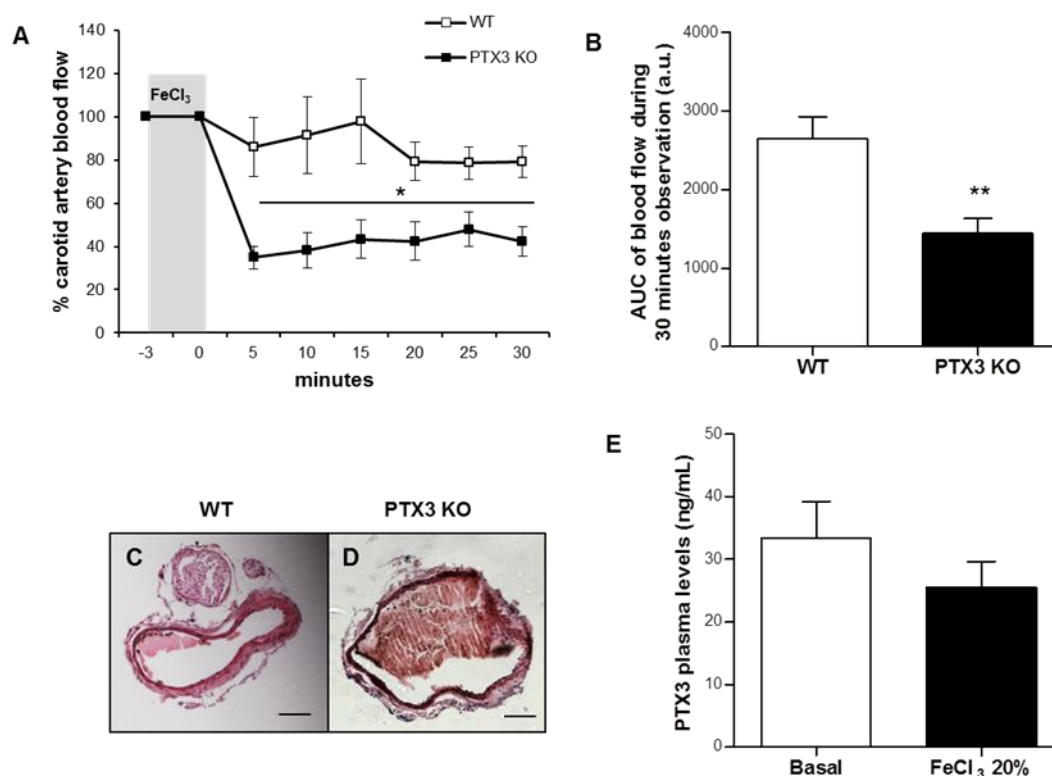 A
WT
PTX3 KO
% carotid artery blood flow
140
120
100
80
60
40
20
0
FeCl₃
*
-3 0 5 10 15 20 25 30
minutes
B
AUC of blood flow during
30 minutes observation (a.u.)
4000
3000
2000
1000
0
**
WT PTX3 KO
WT PTX3 KO
C D
E
PTX3 plasma levels (ng/mL)
50
40
30
20
10
0
Basal FeCl₃ 20%